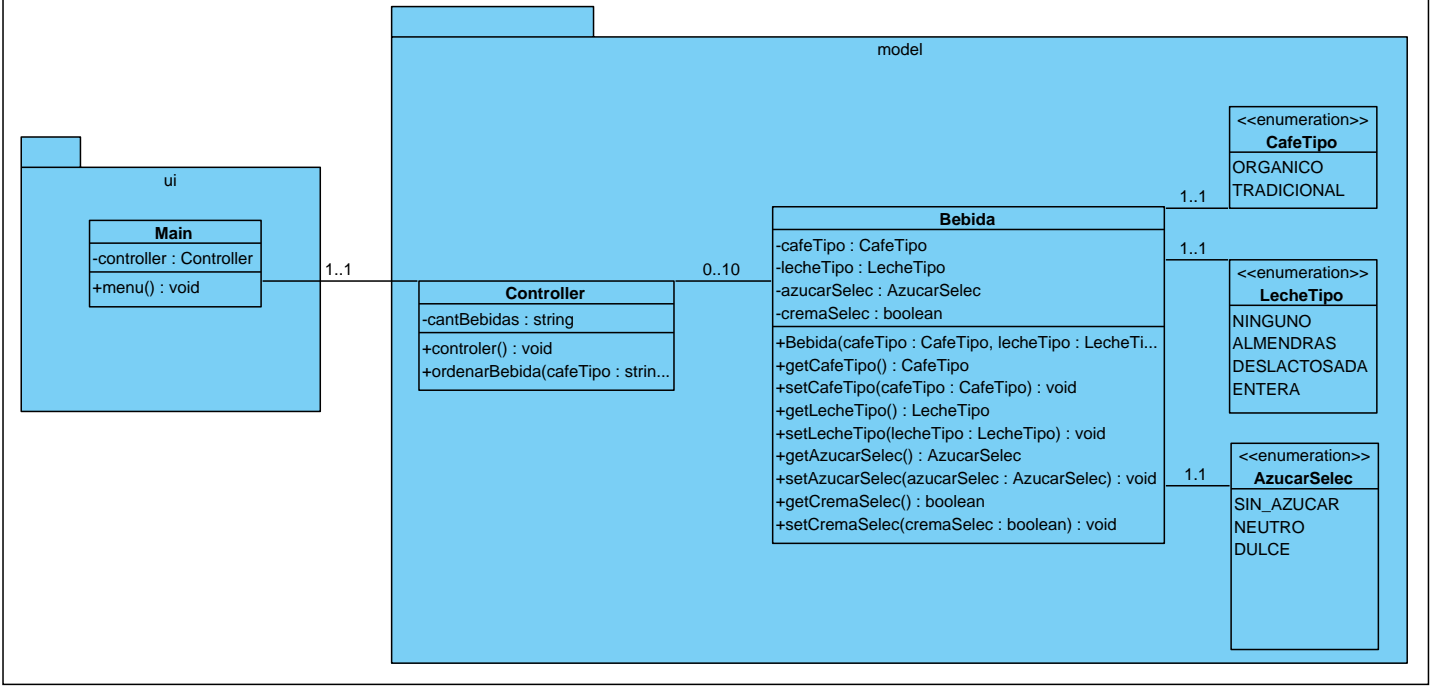 model
ui
Main
-controller : Controller
+menu() : void
1..1
Controller
-cantBebidas : string
+controler() : void
+ordenarBebida(cafeTipo : strin...
0..10
Bebida
-cafeTipo : CafeTipo
-lecheTipo : LecheTipo
-azucarSelec : AzucarSelec
-cremaSelec : boolean
+Bebida(cafeTipo : CafeTipo, lecheTipo : LecheTi...
+getCafeTipo() : CafeTipo
+setCafeTipo(cafeTipo : CafeTipo) : void
+getLecheTipo() : LecheTipo
+setLecheTipo(lecheTipo : LecheTipo) : void
+getAzucarSelec() : AzucarSelec
+setAzucarSelec(azucarSelec : AzucarSelec) : void
+getCremaSelec() : boolean
+setCremaSelec(cremaSelec : boolean) : void
1..1
<<enumeration>>
CafeTipo
ORGANICO
TRADICIONAL
1..1
<<enumeration>>
LecheTipo
NINGUNO
ALMENDRAS
DESLACTOSADA
ENTERA
1.1
<<enumeration>>
AzucarSelec
SIN_AZUCAR
NEUTRO
DULCE